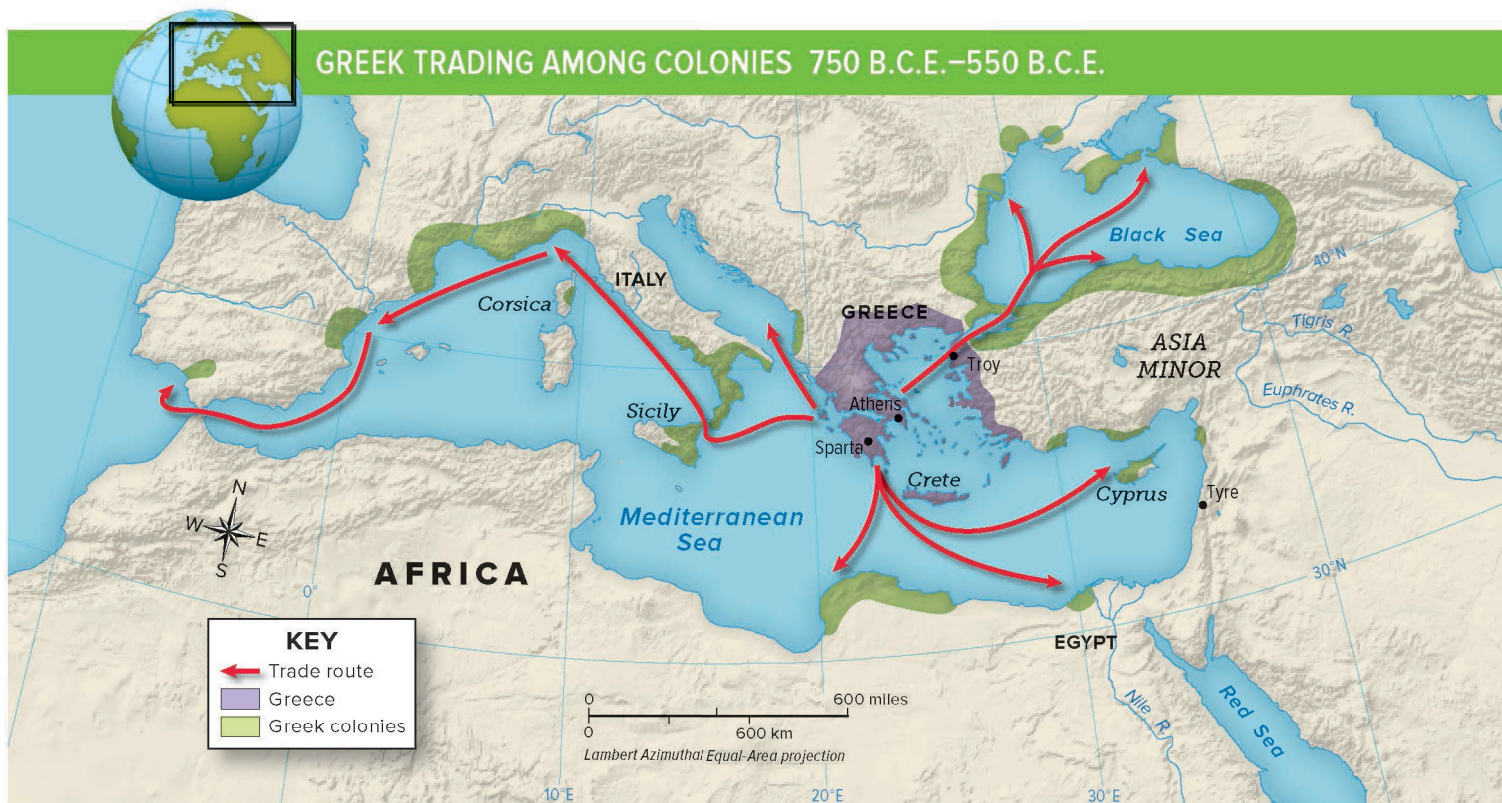 GREEK TRADING AMONG COLONIES 750 B.C.E.–550 B.C.E.
Black Sea
40°N
ITALY
Corsica
GREECE
Tigris R.
ASIA
MINOR
Troy
Euphrates R.
Athens
Sicily
Sparta
Crete
Cyprus
Tyre
N
W
E
S
Mediterranean
Sea
AFRICA
30°N
0°
EGYPT
KEY
Trade route
Greece
Greek colonies
0
600 miles
0
600 km
Lambert Azimuthal Equal-Area projection
Nile R.
Red Sea
10°E
20°E
30°E